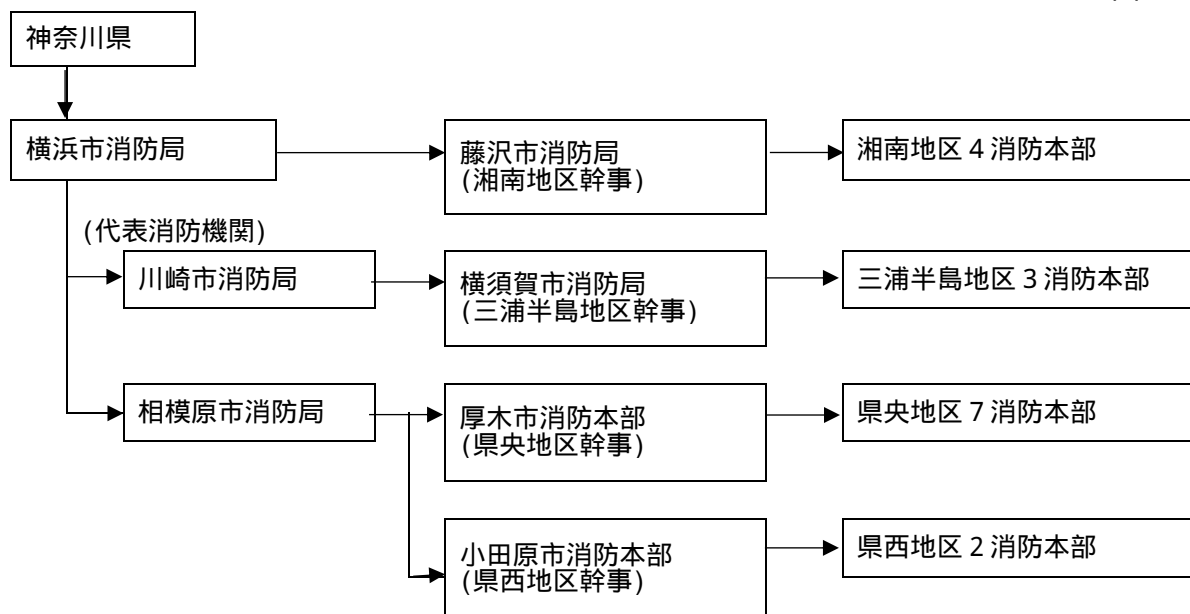 神奈川県
横浜市消防局
藤沢市消防局
(湘南地区幹事)
湘南地区4消防本部
(代表消防機関)
川崎市消防局
横須賀市消防局
(三浦半島地区幹事)
三浦半島地区3消防本部
相模原市消防局
厚木市消防本部
(県央地区幹事)
県央地区7消防本部
小田原市消防本部
(県西地区幹事)
県西地区2消防本部